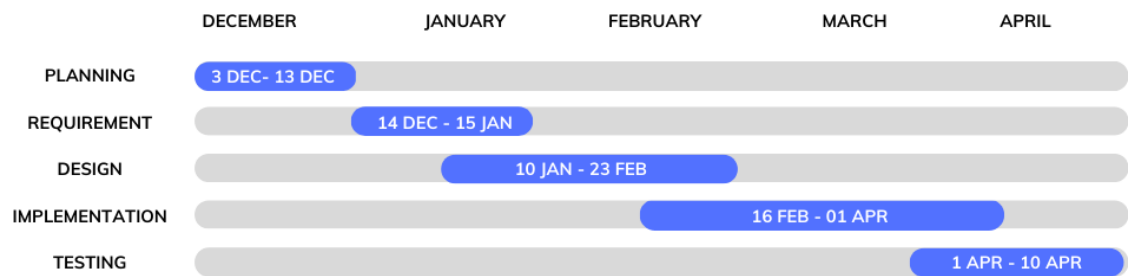 DECEMBER JANUARY FEBRUARY MARCH APRIL
PLANNING 3 DEC- 13 DEC
REQUIREMENT 14 DEC - 15 JAN
DESIGN 10 JAN - 23 FEB
IMPLEMENTATION 16 FEB - 01 APR
TESTING 1 APR - 10 APR